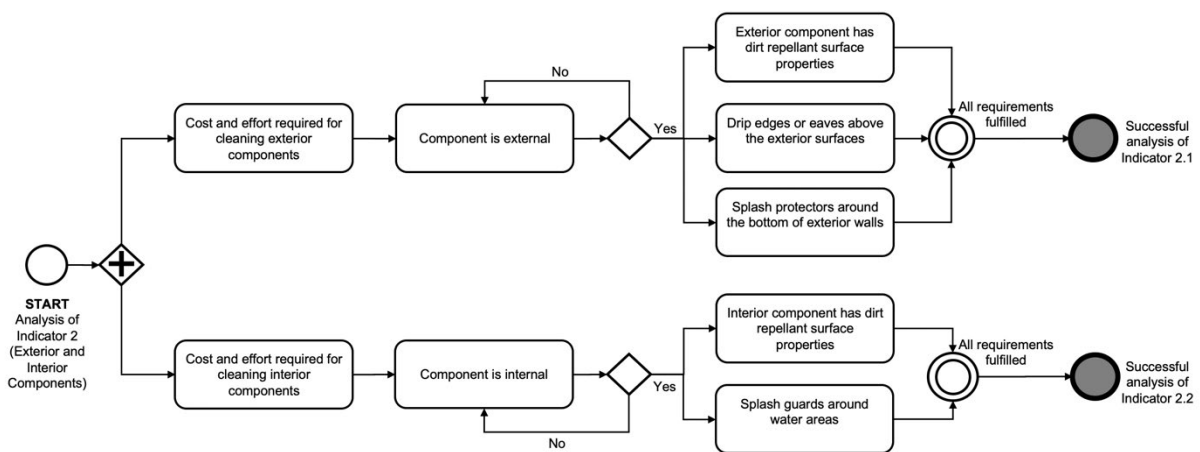 Exterior component has
dirt repellant surface
properties
No
All requirements
fulfilled
Cost and effort required for
cleaning exterior
components
Component is external
Yes
Drip edges or eaves above
the exterior surfaces
Successful
analysis of
Indicator 2.1
Splash protectors around
the bottom of exterior walls
START
Analysis of
Indicator 2
(Exterior and
Interior
Components)
Interior component has dirt
repellant surface
properties
All requirements
fulfilled
Cost and effort required for
cleaning interior
components
Component is internal
Yes
Successful
analysis of
Indicator 2.2
Splash guards around
water areas
No